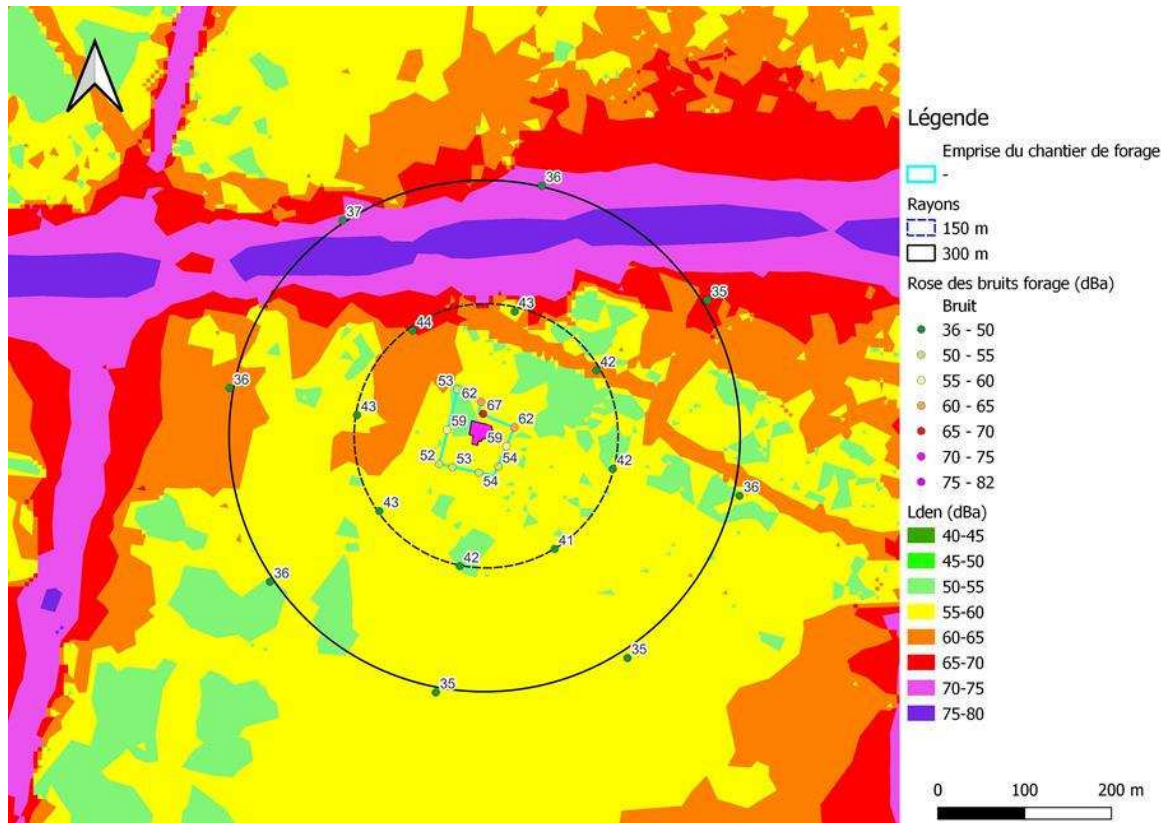 36
37
35
43
44
42
36
53
62
67
43
62
59
59
52
53
54
54
42
36
43
42
41
36
35
35
Légende
Emprise du chantier de forage
-
Rayons
150 m
300 m
Rose des bruits forage (dBa)
Bruit
36 - 50
50 - 55
55 - 60
60 - 65
65 - 70
70 - 75
75 - 82
Lden (dBa)
40-45
45-50
50-55
55-60
60-65
65-70
70-75
75-80
0 100 200 m